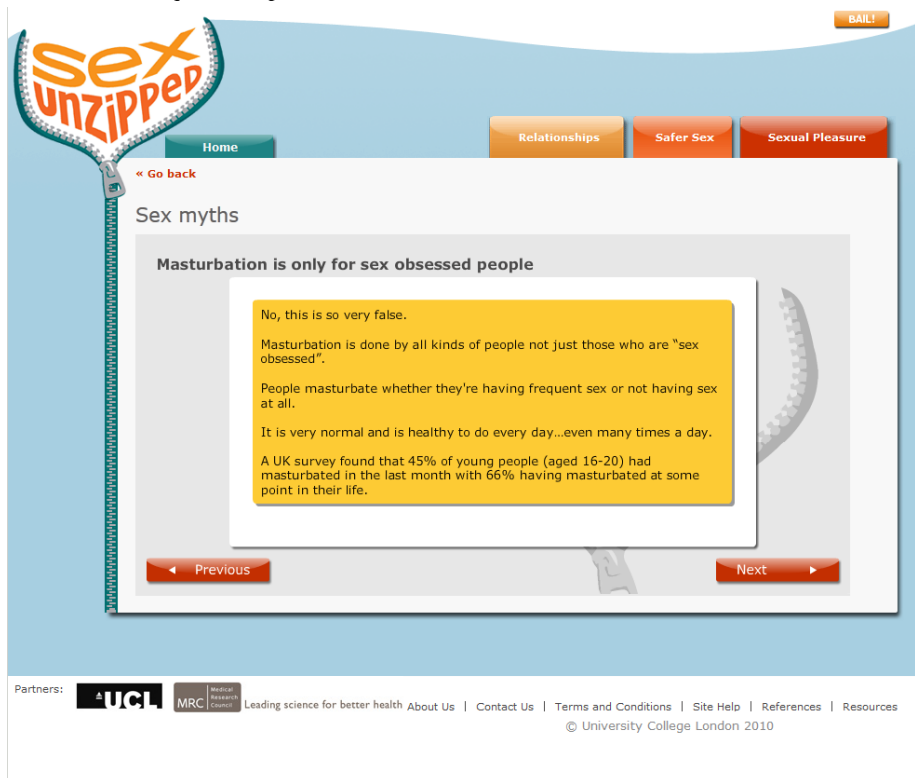 BAIL!
sex
unzipped
Home
Relationships
Safer Sex
Sexual Pleasure
« Go back
Sex myths
Masturbation is only for sex obsessed people
No, this is so very false.
Masturbation is done by all kinds of people not just those who are “sex
obsessed”.
People masturbate whether they're having frequent sex or not having sex
at all.
It is very normal and is healthy to do every day...even many times a day.
A UK survey found that 45% of young people (aged 16-20) had
masturbated in the last month with 66% having masturbated at some
point in their life.
Previous
Next
Partners:
UCL
MRC
Medical
Research
Council
Leading science for better health
About Us | Contact Us | Terms and Conditions | Site Help | References | Resources
© University College London 2010